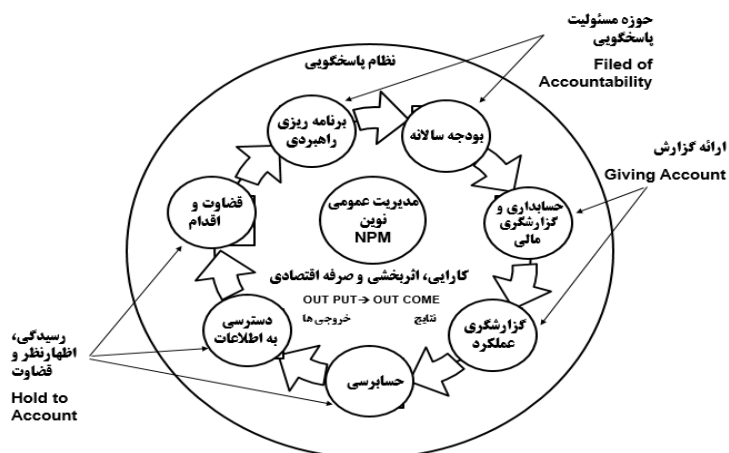 حوزه مسئولیت
پاسخگویی
Filed of
Accountability
نظام پاسخگویی
برنامه ریزی
راهبردی
بودجه سالانه
ارائه گزارش
Giving Account
قضاوت و
اقدام
مدیریت عمومی
نوین
NPM
حسابداری و
گزارشگری
مالی
کارایی، اثربخشی و صرفه اقتصادی
OUT PUT→ OUT COME
خروجی ها
نتایج
دسترسی
به اطلاعات
گزارشگری
عملکرد
حسابرسی
رسیدگی،
اظهارنظر و
قضاوت
Hold to
Account